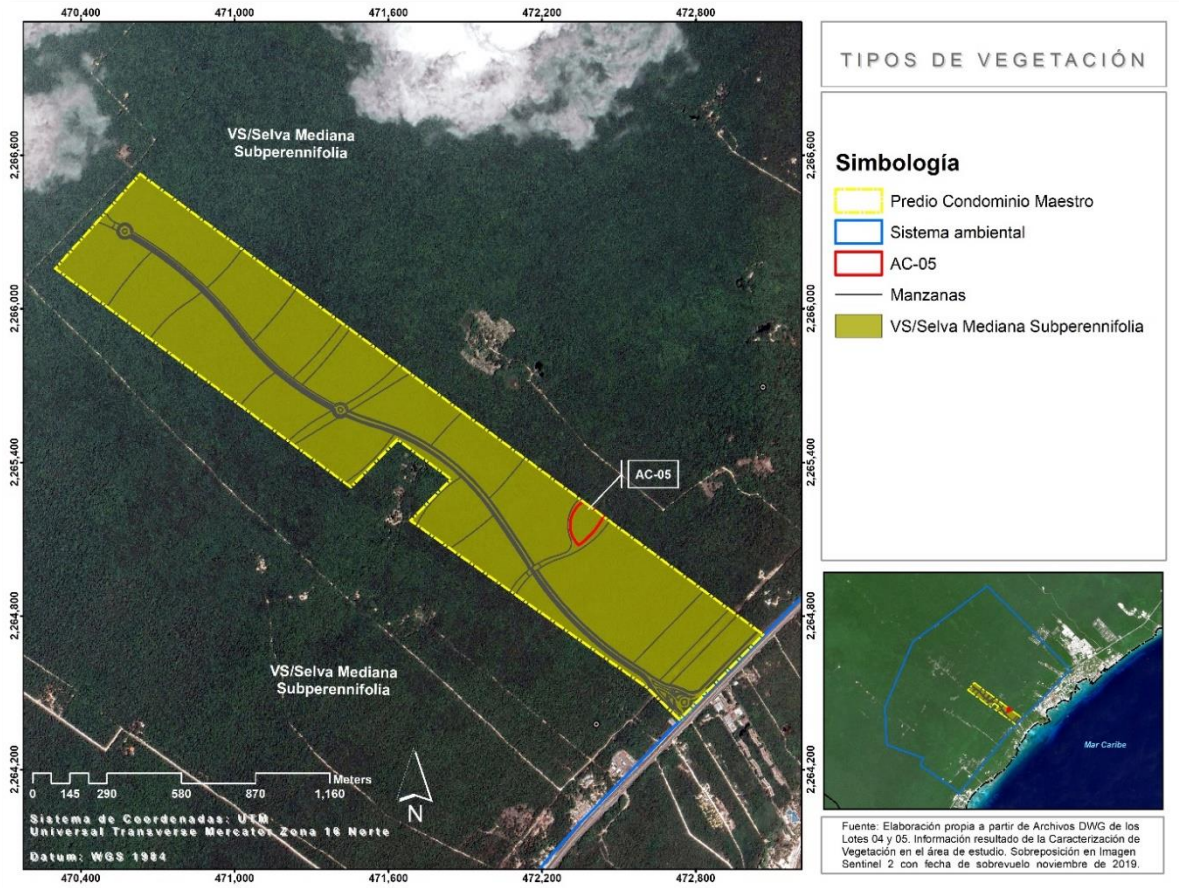 470,400 471,000 471,600 472,200 472,800
TIPOS DE VEGETACIÓN
VS/Selva Mediana
Subperennifolia
2,266,600 2,266,600
Simbología
Predio Condominio Maestro
Sistema ambiental
AC-05
Manzanas
VS/Selva Mediana Subperennifolia
2,266,000 2,266,000
2,265,400 2,265,400
AC-05
2,264,800 2,264,800
VS/Selva Mediana
Subperennifolia
2,264,200 2,264,200
Meters
0 145 290 580 870 1,160
N
Sistema de Coordenadas: UTM
Universal Transverse Mercator Zona 16 Norte
Datum: WGS 1984
470,400 471,000 471,600 472,200 472,800
Mar Caribe
Fuente: Elaboración propia a partir de Archivos DWG de los
Lotes 04 y 05. Información resultado de la Caracterización de
Vegetación en el área de estudio. Sobreposición en Imagen
Sentinel 2 con fecha de sobrevuelo noviembre de 2019.